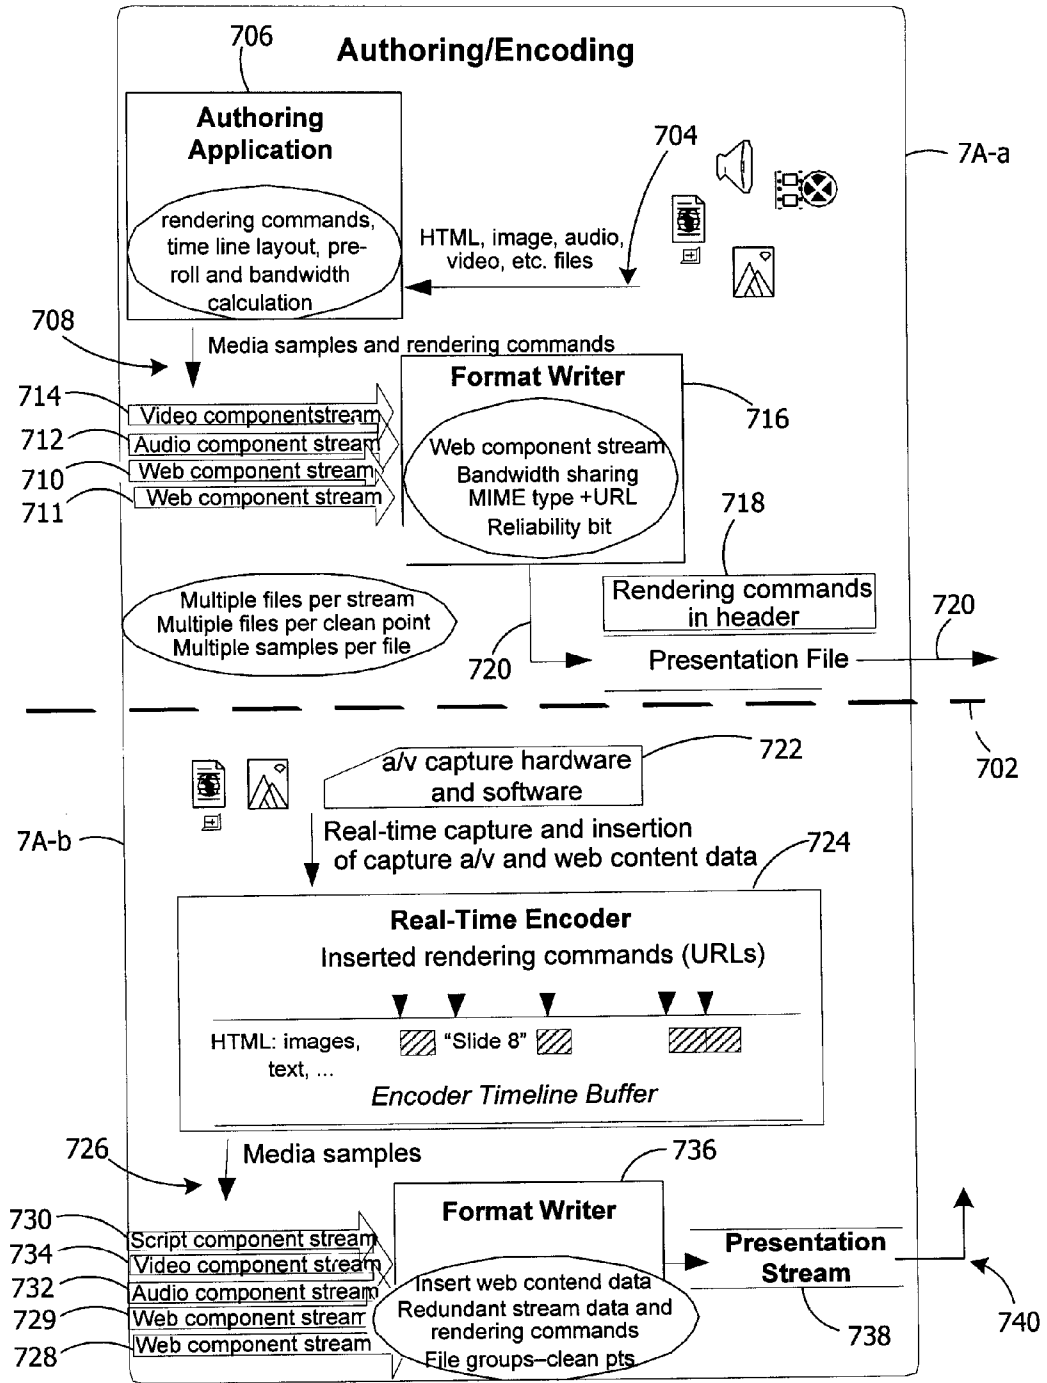 706
Authoring/Encoding
Authoring
Application
704
7A-a
rendering commands,
time line layout, pre-
roll and bandwidth
calculation
HTML, image, audio,
video, etc. files
708
Media samples and rendering commands
Format Writer
714
Video componentstream
716
712
Audio component stream
710
Web component stream
711
Web component stream
Web component stream
Bandwidth sharing
MIME type +URL
Reliability bit
718
Rendering commands
in header
Multiple files per stream
Multiple files per clean point
Multiple samples per file
720
720
Presentation File
702
722
a/v capture hardware
and software
7A-b
Real-time capture and insertion
of capture a/v and web content data
724
Real-Time Encoder
Inserted rendering commands (URLs)
HTML: images,
text, ...
“Slide 8”
Encoder Timeline Buffer
726
Media samples
736
Format Writer
730
Script component stream
734
Video component stream
732
Audio component stream
729
Web component stream
728
Web component stream
Insert web contend data
Redundant stream data and
rendering commands
File groups–clean pts
Presentation
Stream
738
740